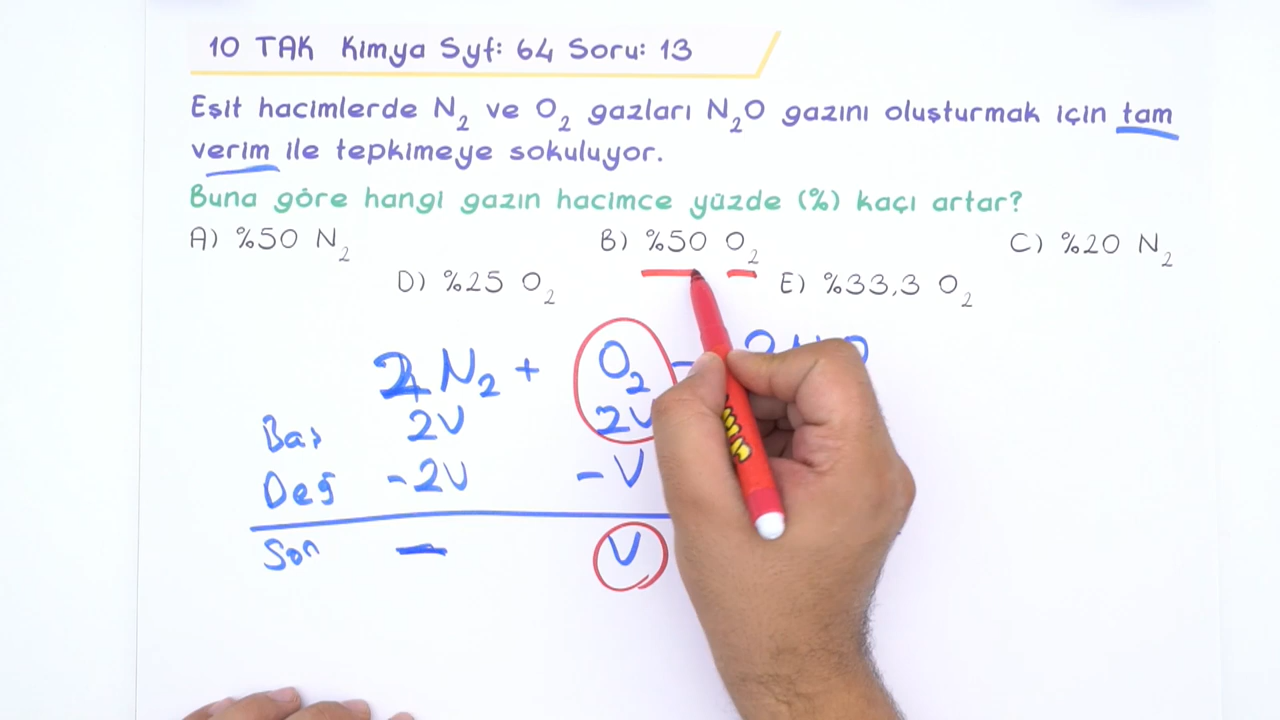 10 TAK Kimya Syf: 64 Soru: 13
Eşit hacimlerde N₂ ve O₂ gazları N₂O gazını oluşturmak için tam
verim ile tepkimeye sokuluyor.
Buna göre hangi gazın hacimce yüzde (%) kaçı artar?
A) %50 N₂ B) %50 O₂ C) %20 N₂
D) %25 O₂ E) %33,3 O₂
2 N₂ + O₂
Baş 2V 2V
Değ -2V -V
Son — V